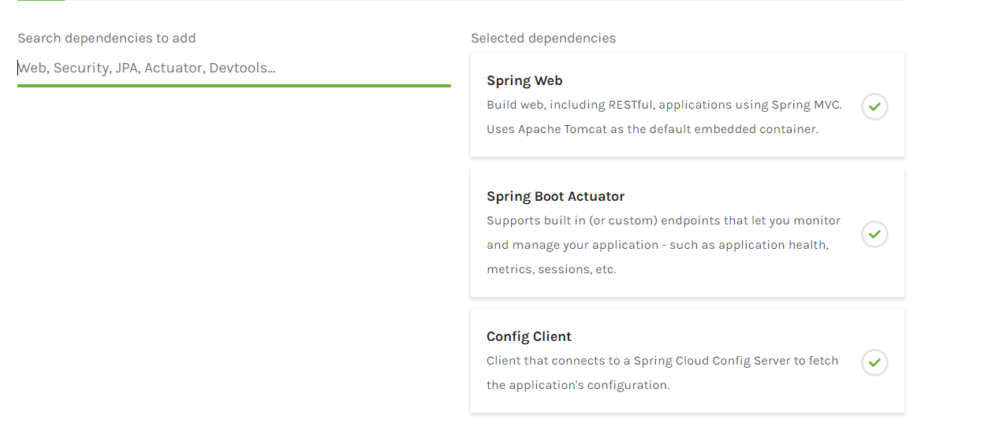 Search dependencies to add
Web, Security, JPA, Actuator, Devtools...
Selected dependencies
Spring Web
Build web, including RESTful, applications using Spring MVC.
Uses Apache Tomcat as the default embedded container.
Spring Boot Actuator
Supports built in (or custom) endpoints that let you monitor
and manage your application - such as application health,
metrics, sessions, etc.
Config Client
Client that connects to a Spring Cloud Config Server to fetch
the application's configuration.